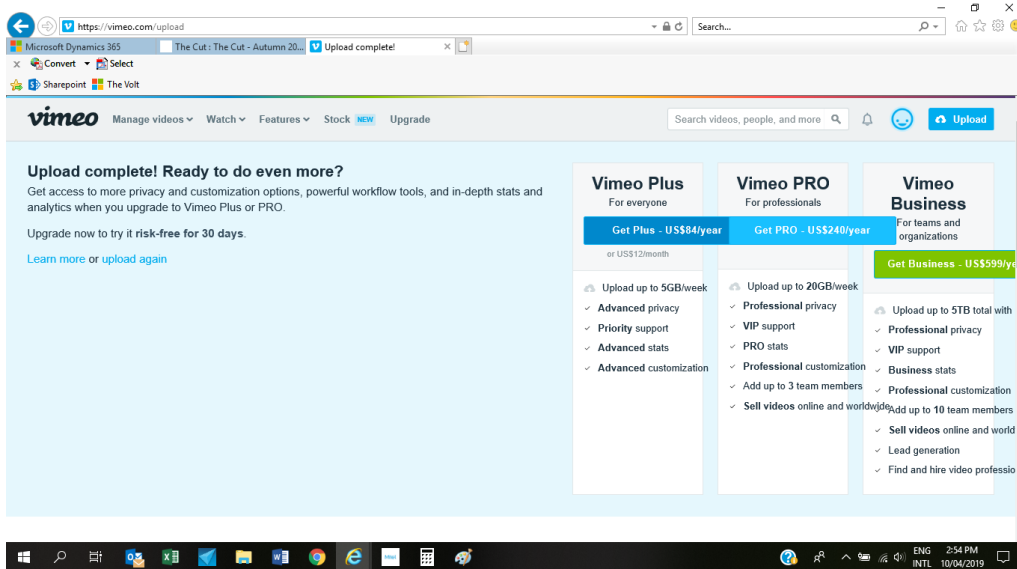 https://vimeo.com/upload
Search...
Microsoft Dynamics 365
The Cut : The Cut - Autumn 20...
Upload complete!
x Convert Select
Sharepoint The Volt
vimeo Manage videos Watch Features Stock NEW Upgrade
Search videos, people, and more
Upload
Upload complete! Ready to do even more?
Get access to more privacy and customization options, powerful workflow tools, and in-depth stats and
analytics when you upgrade to Vimeo Plus or PRO.
Upgrade now to try it risk-free for 30 days.
Learn more or upload again
Vimeo Plus
For everyone
Get Plus - US$84/year
or US$12/month
Upload up to 5GB/week
Advanced privacy
Priority support
Advanced stats
Advanced customization
Vimeo PRO
For professionals
Get PRO - US$240/year
Upload up to 20GB/week
Professional privacy
VIP support
PRO stats
Professional customization
Add up to 3 team members
Sell videos online and worldwide
Vimeo
Business
For teams and
organizations
Get Business - US$599/ye
Upload up to 5TB total with
Professional privacy
VIP support
Business stats
Professional customization
Add up to 10 team members
Sell videos online and world
Lead generation
Find and hire video professio
ENG
INTL
2:54 PM
10/04/2019